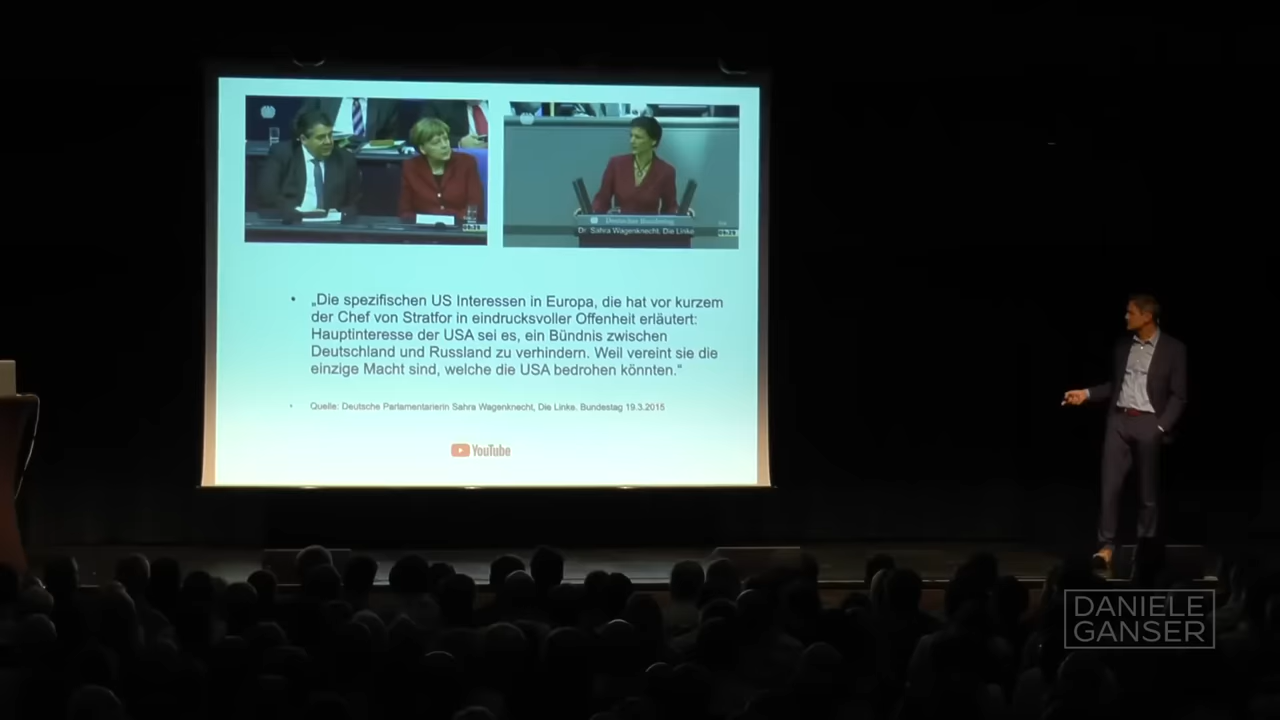 Deutscher Bundestag
Dr. Sahra Wagenknecht, Die Linke
• „Die spezifischen US Interessen in Europa, die hat vor kurzem
der Chef von Stratfor in eindrucksvoller Offenheit erläutert:
Hauptinteresse der USA sei es, ein Bündnis zwischen
Deutschland und Russland zu verhindern. Weil vereint sie die
einzige Macht sind, welche die USA bedrohen könnten.“
• Quelle: Deutsche Parlamentarierin Sahra Wagenknecht, Die Linke. Bundestag 19.3.2015
YouTube
DANIELE
GANSER